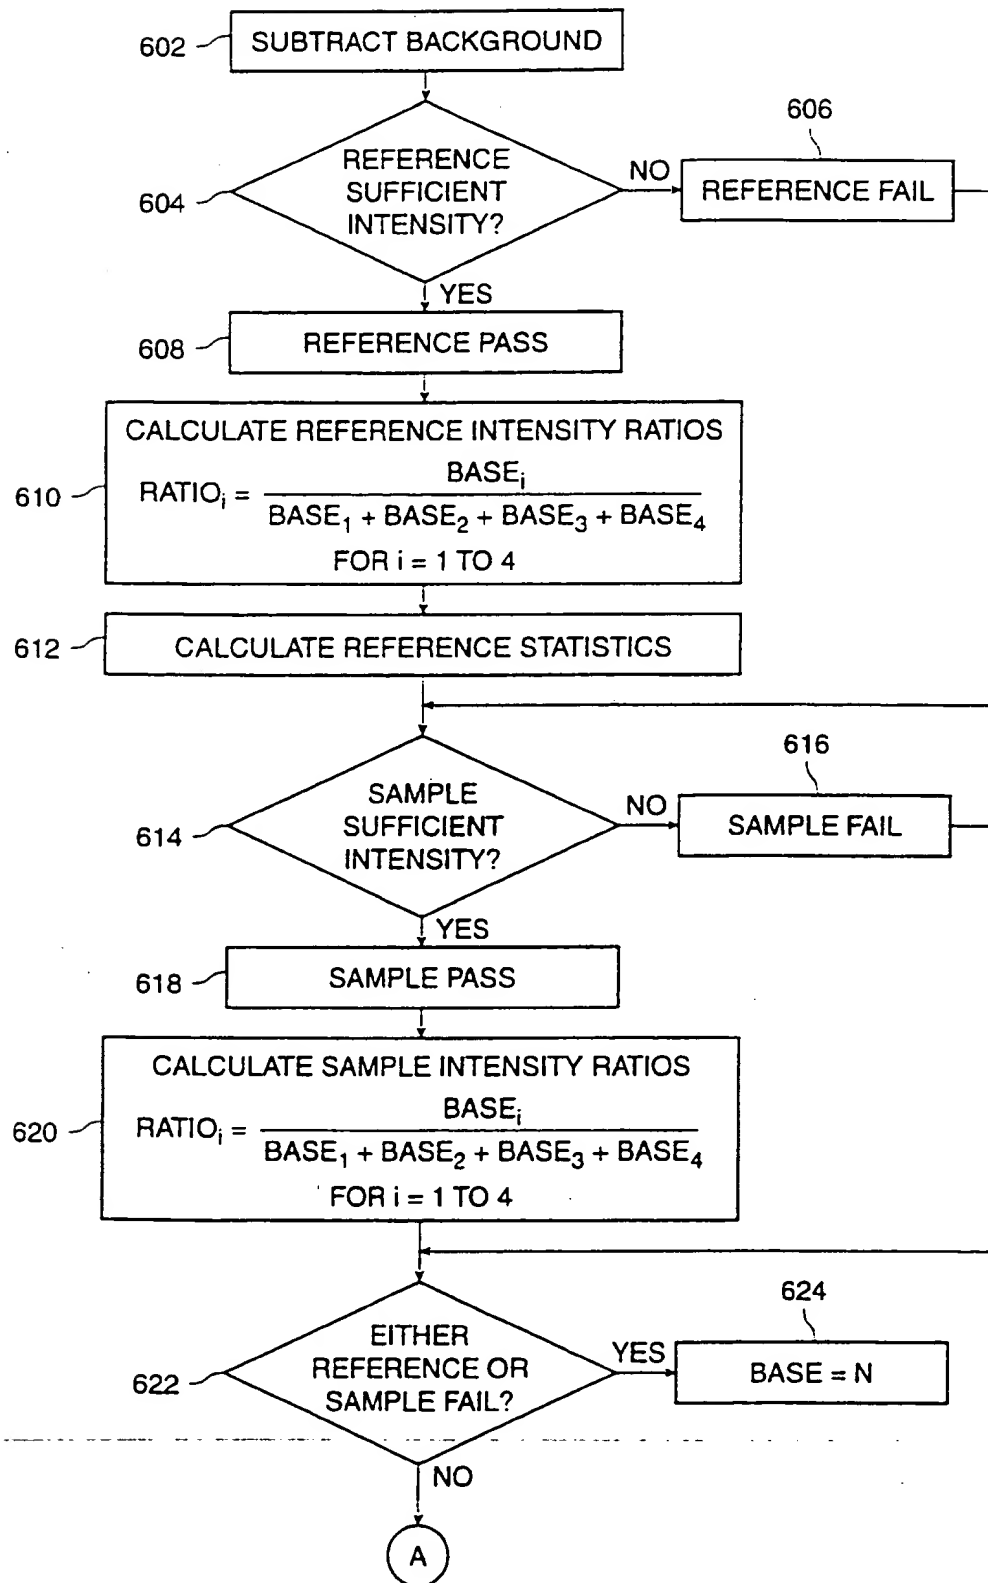 602
SUBTRACT BACKGROUND
604
REFERENCE
SUFFICIENT
INTENSITY?
NO
606
REFERENCE FAIL
YES
608
REFERENCE PASS
610
CALCULATE REFERENCE INTENSITY RATIOS
RATIOi = BASEi
BASE1 + BASE2 + BASE3 + BASE4
FOR i = 1 TO 4
612
CALCULATE REFERENCE STATISTICS
614
SAMPLE
SUFFICIENT
INTENSITY?
NO
616
SAMPLE FAIL
YES
618
SAMPLE PASS
620
CALCULATE SAMPLE INTENSITY RATIOS
RATIOi = BASEi
BASE1 + BASE2 + BASE3 + BASE4
FOR i = 1 TO 4
622
EITHER
REFERENCE OR
SAMPLE FAIL?
YES
624
BASE = N
NO
A